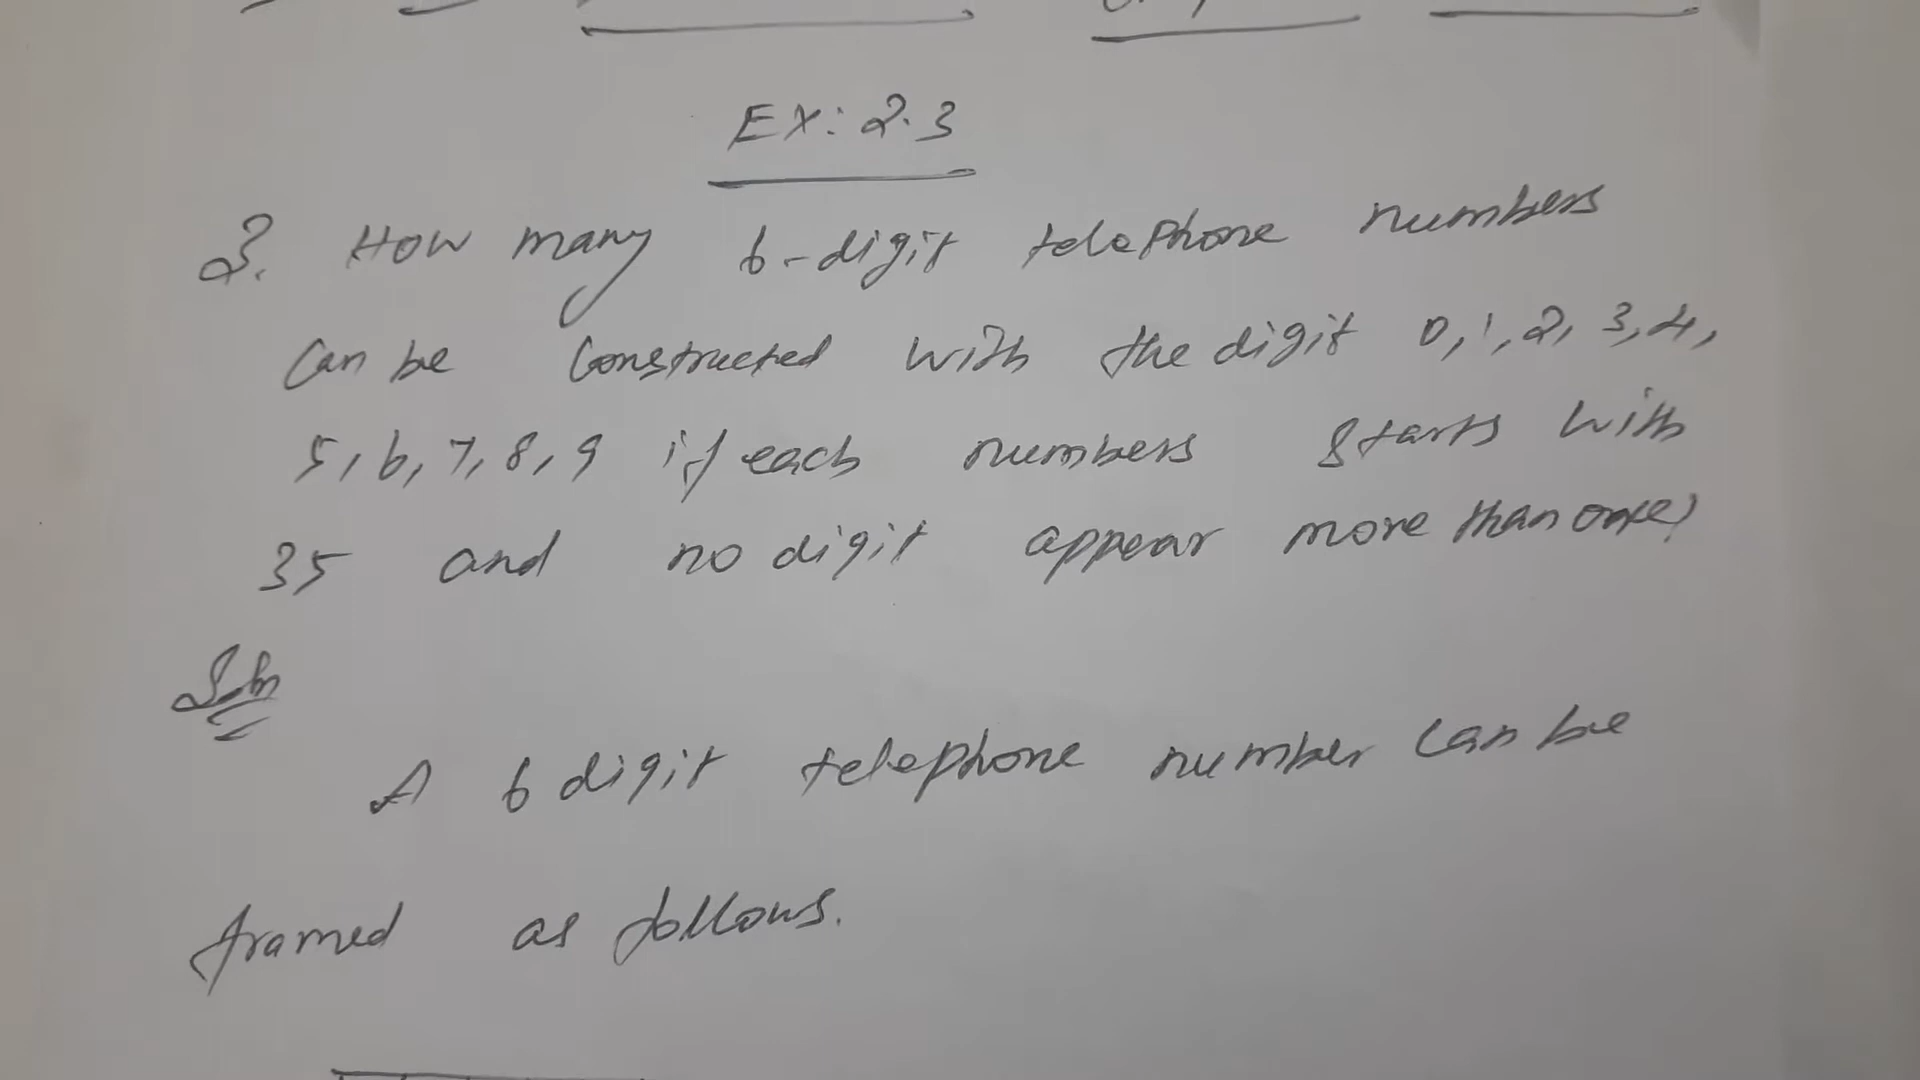 EX: 2.3
2. How many 6-digit telephone numbers
can be constructed with the digit 0,1,2,3,4,
5,6,7,8,9 if each numbers starts with
35 and no digit appear more than once?
Soln
A 6 digit telephone number can be
framed as follows.